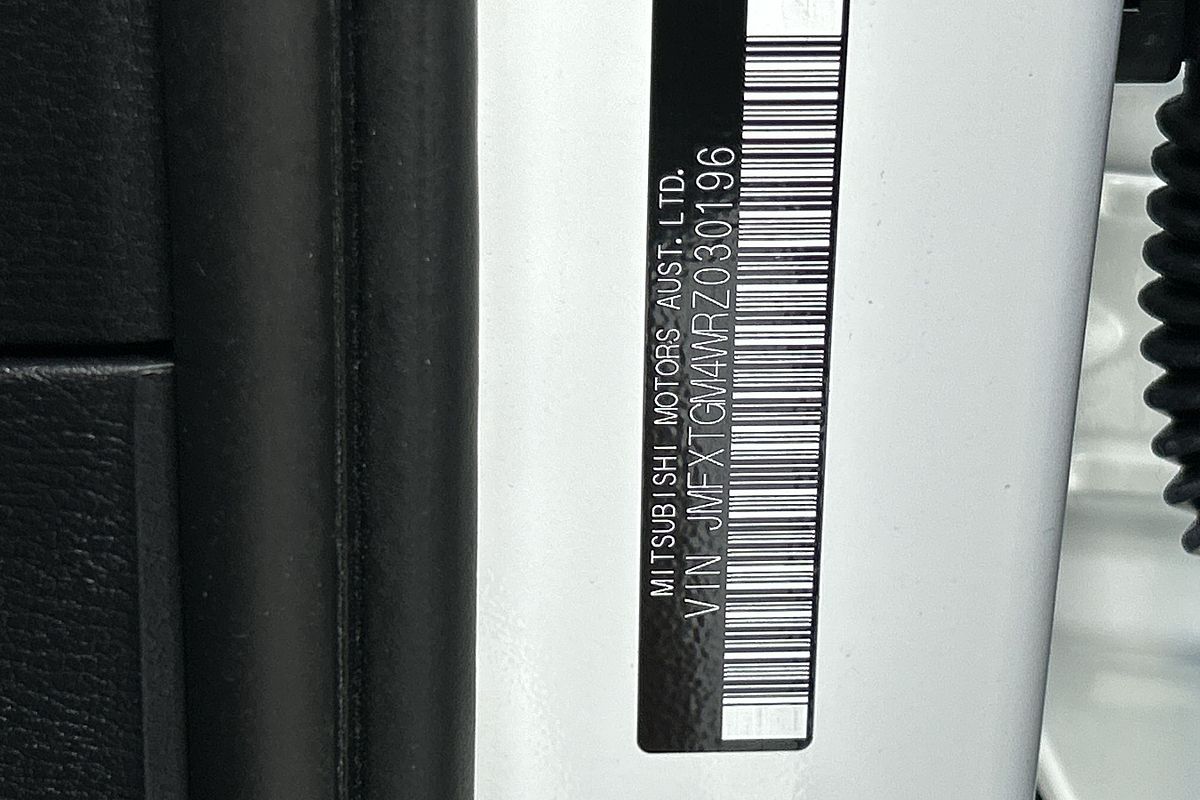 MITSUBISHI MOTORS AUST. LTD.
VIN JMFXTGM4WRZ030196